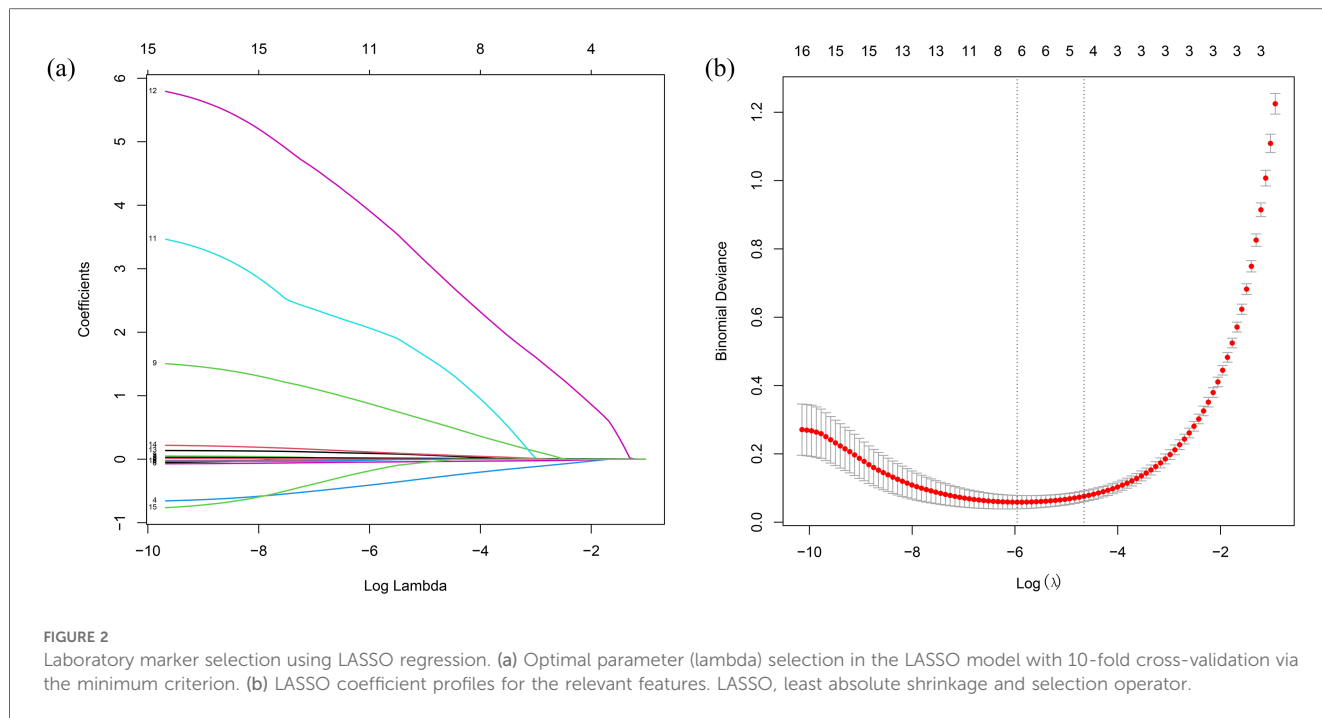 (a)
15 15 11 8 4
6
5
4
3
2
1
0
−1
Coefficients
12
11
9
14
4
15
−10 −8 −6 −4 −2
Log Lambda
(b)
16 15 15 13 13 11 8 6 6 5 4 3 3 3 3 3 3
1.2
1.0
0.8
0.6
0.4
0.2
0.0
Binomial Deviance
−10 −8 −6 −4 −2
Log (λ)
FIGURE 2
Laboratory marker selection using LASSO regression. (a) Optimal parameter (lambda) selection in the LASSO model with 10-fold cross-validation via
the minimum criterion. (b) LASSO coefficient profiles for the relevant features. LASSO, least absolute shrinkage and selection operator.